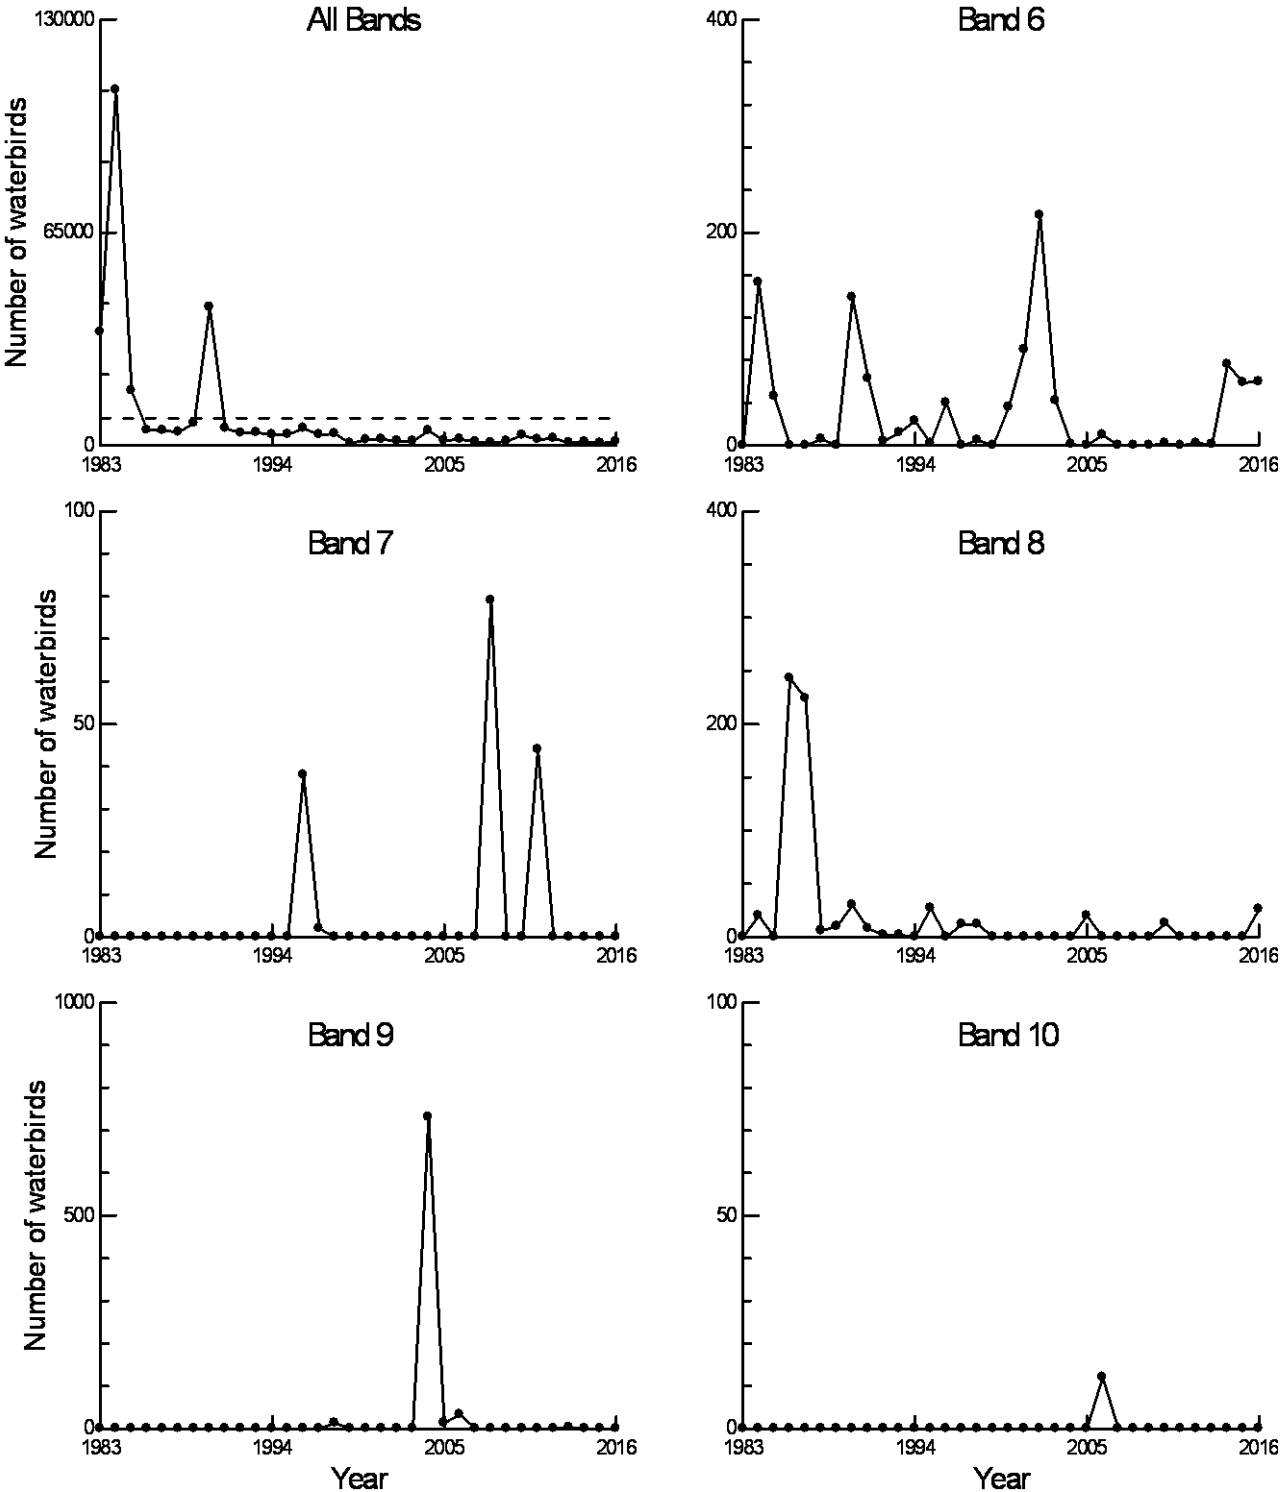 All Bands
130000
65000
0
1983 1994 2005 2016
Number of waterbirds
Band 6
400
200
0
1983 1994 2005 2016
Band 7
100
50
0
1983 1994 2005 2016
Number of waterbirds
Band 8
400
200
0
1983 1994 2005 2016
Band 9
1000
500
0
1983 1994 2005 2016
Number of waterbirds
Year
Band 10
100
50
0
1983 1994 2005 2016
Year